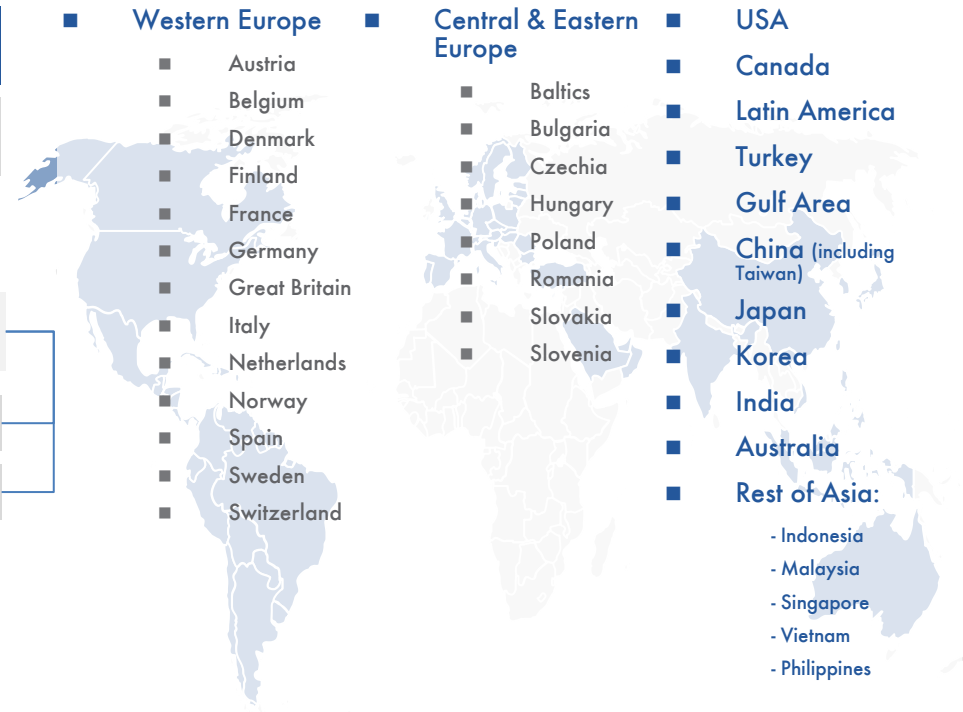 Western Europe
Austria
Belgium
Denmark
Finland
France
Germany
Great Britain
Italy
Netherlands
Norway
Spain
Sweden
Switzerland
Central & Eastern
Europe
Baltics
Bulgaria
Czechia
Hungary
Poland
Romania
Slovakia
Slovenia
USA
Canada
Latin America
Turkey
Gulf Area
China (including
Taiwan)
Japan
Korea
India
Australia
Rest of Asia:
- Indonesia
- Malaysia
- Singapore
- Vietnam
- Philippines